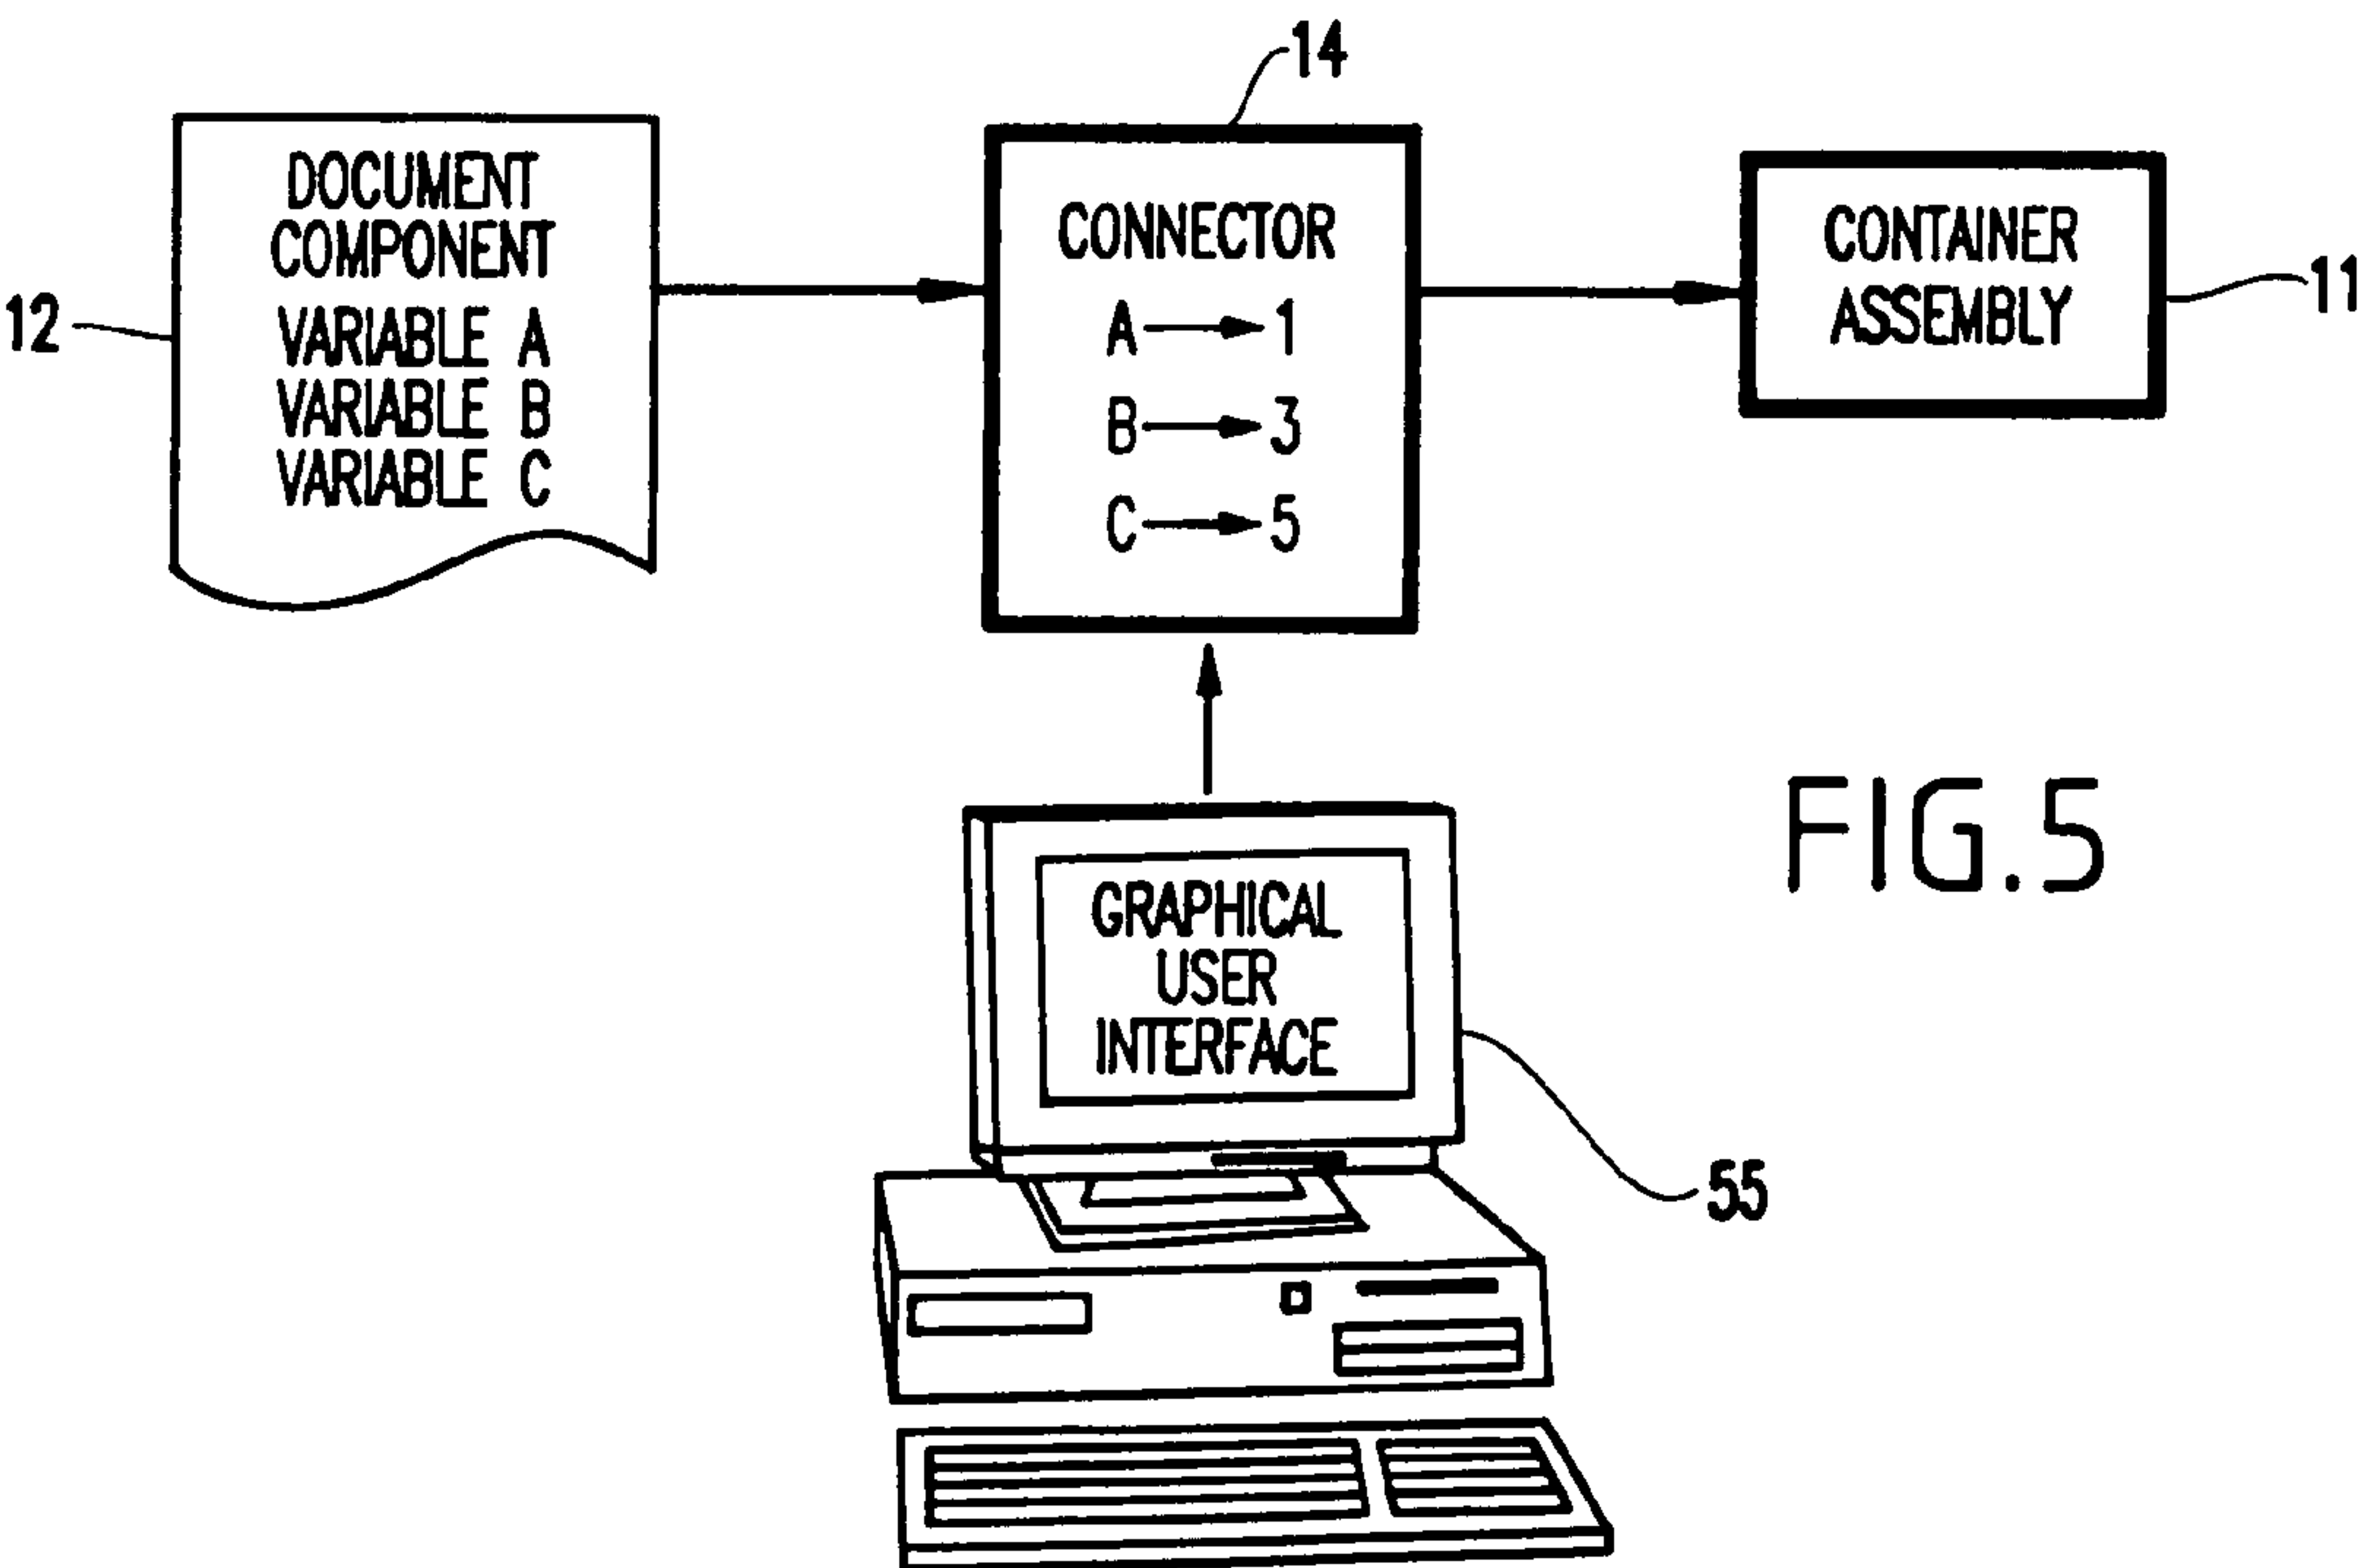 14
DOCUMENT
COMPONENT
VARIABLE A
VARIABLE B
VARIABLE C
12
CONNECTOR
A 1
B 3
C 5
CONTAINER
ASSEMBLY
11
FIG.5
GRAPHICAL
USER
INTERFACE
55